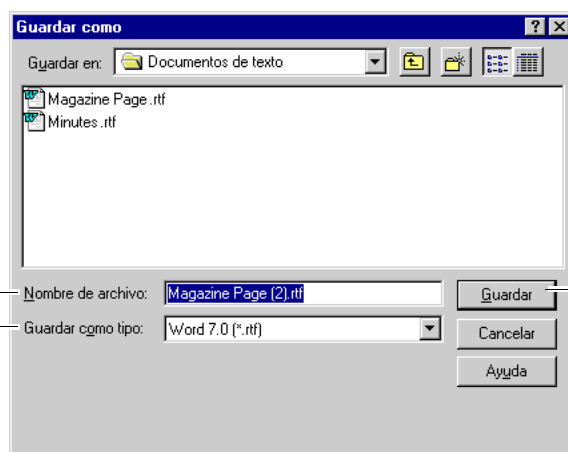 Guardar como
Guardar en: Documentos de texto
Magazine Page.rtf
Minutes.rtf
Nombre de archivo: Magazine Page (2).rtf Guardar
Guardar como tipo: Word 7.0 (*.rtf) Cancelar
Ayuda